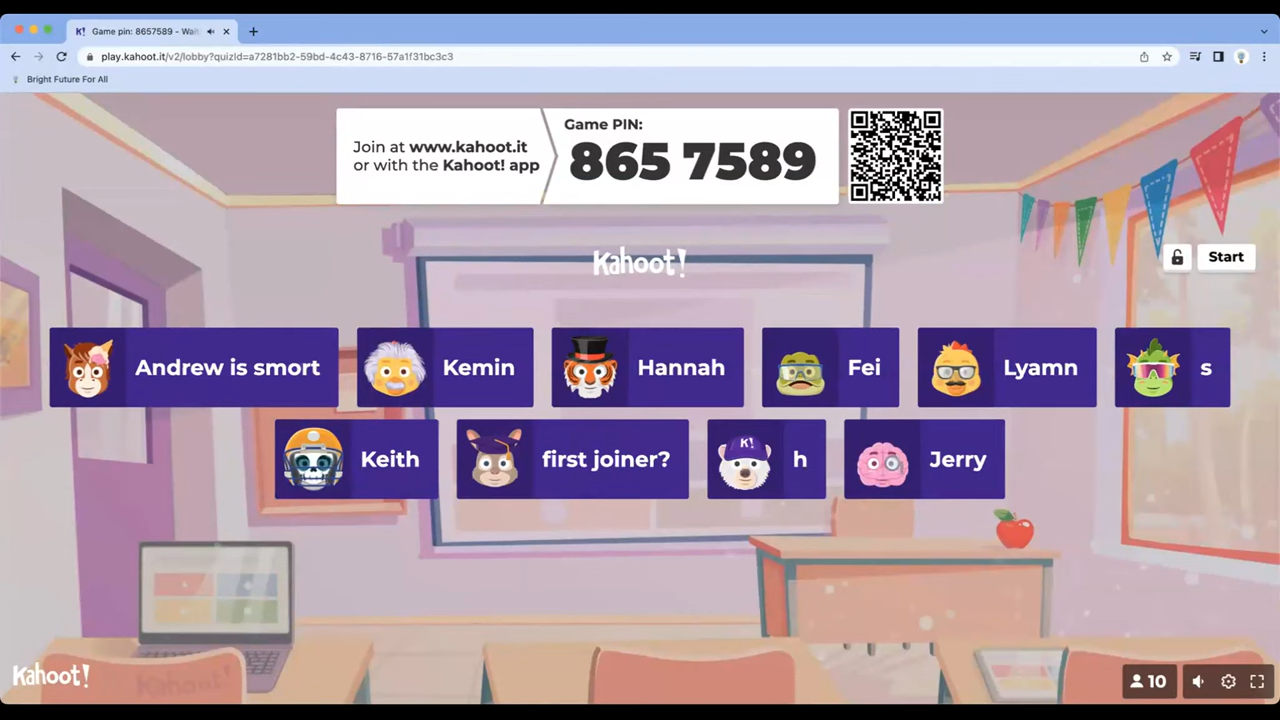 Game pin: 8657589 - Wai
play.kahoot.it/v2/lobby?quizId=a7281bb2-59bd-4c43-8716-57a1f31bc3c3
Bright Future For All
Join at www.kahoot.it
or with the Kahoot! app
Game PIN:
865 7589
Kahoot!
Start
Andrew is smort
Kemin
Hannah
Fei
Lyamn
s
Keith
first joiner?
h
Jerry
Kahoot!
Kahoot!
10